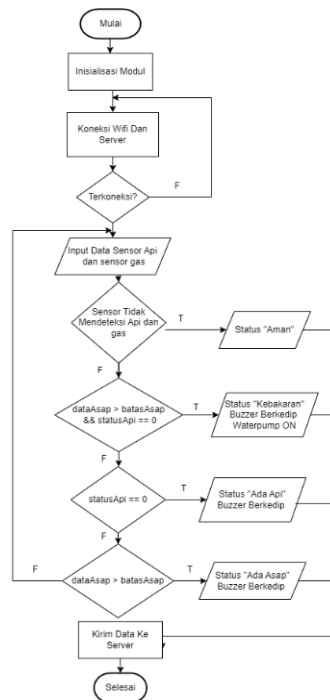 Mulai
Inisialisasi Modul
Koneksi Wifi Dan
Server
Terkoneksi?
F
Input Data Sensor Api
dan sensor gas
Sensor Tidak
Mendeteksi Api dan
gas
T
Status "Aman"
F
dataAsap > batasAsap
&& statusApi == 0
T
Status "Kebakaran"
Buzzer Berkedip
Waterpump ON
F
statusApi == 0
T
Status "Ada Api"
Buzzer Berkedip
F
F
dataAsap > batasAsap
T
Status "Ada Asap"
Buzzer Berkedip
Kirim Data Ke
Server
Selesai